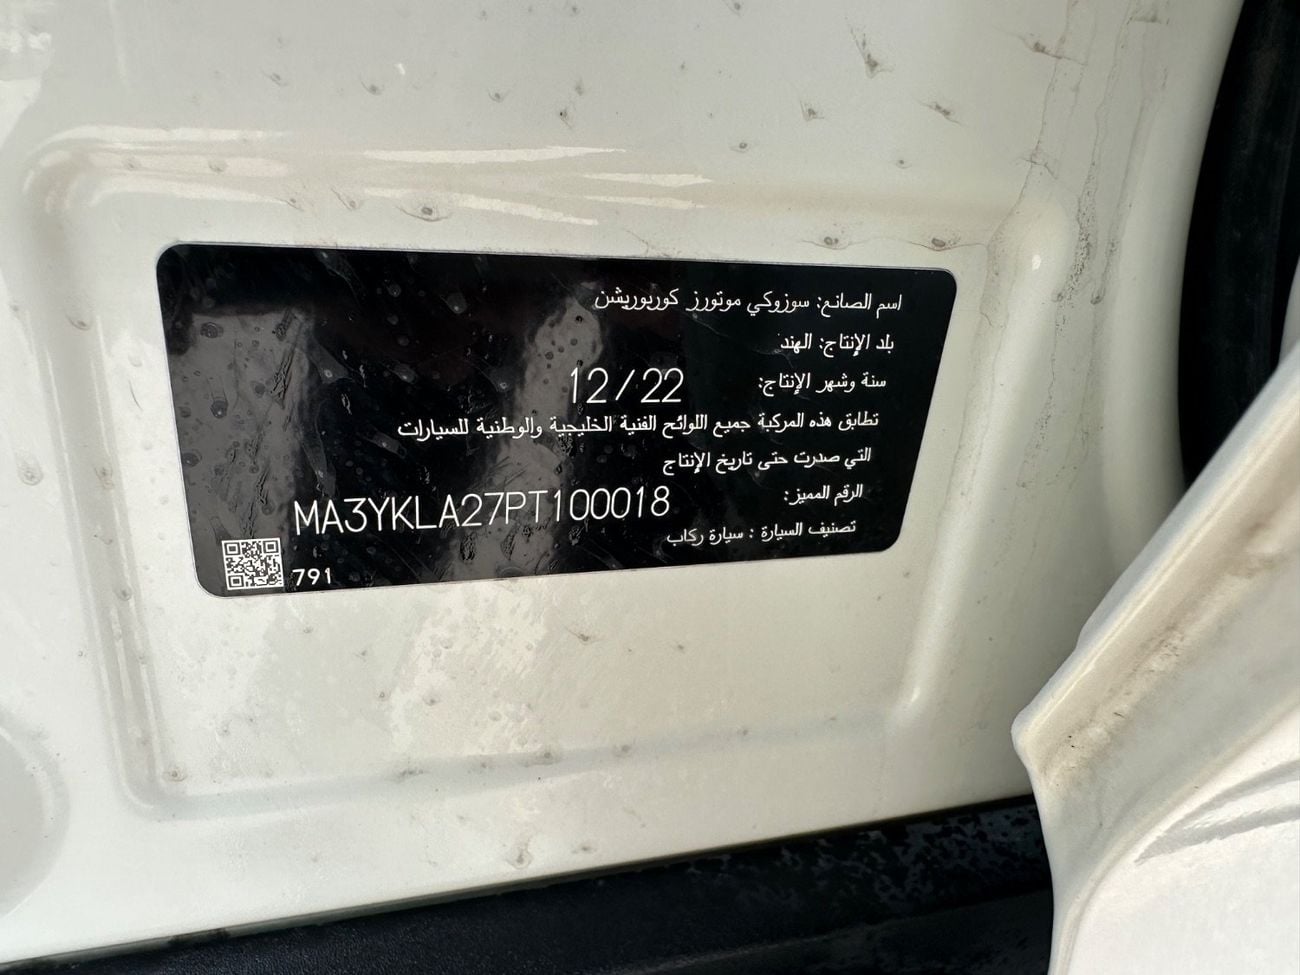 اسم الصانع: سوزوكي موتورز كوربوريشن
بلد الإنتاج: الهند
سنة وشهر الإنتاج: 12/22
تطابق هذه المركبة جميع اللوائح الفنية الخليجية والوطنية للسيارات
التي صدرت حتى تاريخ الإنتاج
الرقم المميز: MA3YKLA27PT100018
تصنيف السيارة : سيارة ركاب
791